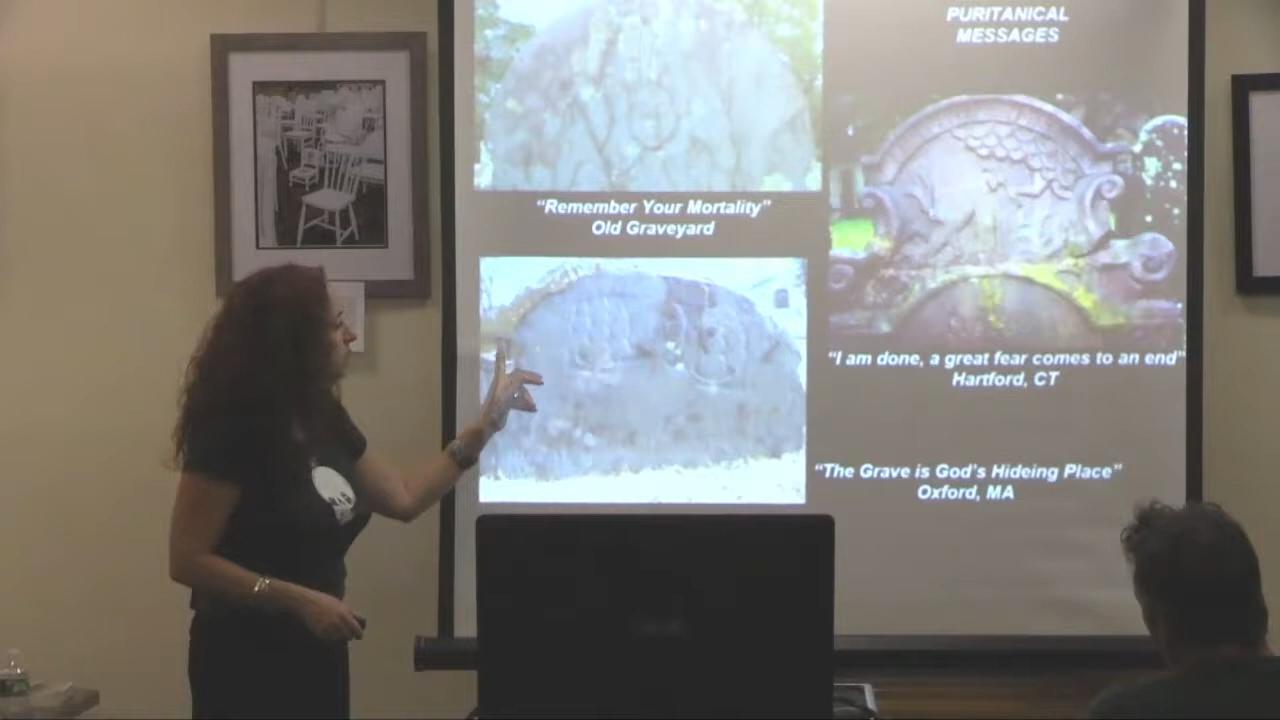 PURITANICAL
MESSAGES
“Remember Your Mortality”
Old Graveyard
“I am done, a great fear comes to an end”
Hartford, CT
“The Grave is God’s Hideing Place”
Oxford, MA